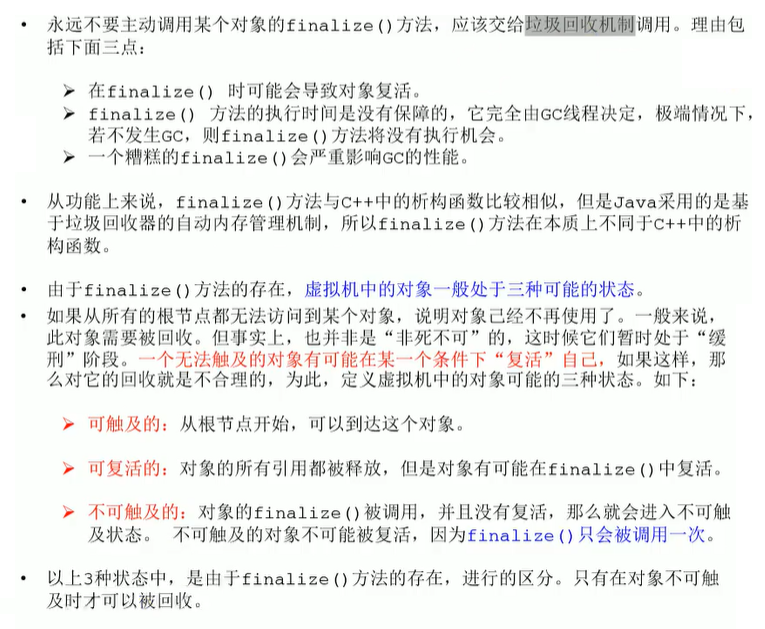 • 永远不要主动调用某个对象的finalize()方法，应该交给垃圾回收机制调用。理由包
括下面三点：
➢ 在finalize() 时可能会导致对象复活。
➢ finalize() 方法的执行时间是没有保障的，它完全由GC线程决定，极端情况下，
若不发生GC，则finalize()方法将没有执行机会。
➢ 一个糟糕的finalize()会严重影响GC的性能。
• 从功能上来说，finalize()方法与C++中的析构函数比较相似，但是Java采用的是基
于垃圾回收器的自动内存管理机制，所以finalize()方法在本质上不同于C++中的析
构函数。
• 由于finalize()方法的存在，虚拟机中的对象一般处于三种可能的状态。
• 如果从所有的根节点都无法访问到某个对象，说明对象己经不再使用了。一般来说，
此对象需要被回收。但事实上，也并非是“非死不可”的，这时候它们暂时处于“缓
刑”阶段。一个无法触及的对象有可能在某一个条件下“复活”自己，如果这样，那
么对它的回收就是不合理的，为此，定义虚拟机中的对象可能的三种状态。如下：
➢ 可触及的：从根节点开始，可以到达这个对象。
➢ 可复活的：对象的所有引用都被释放，但是对象有可能在finalize()中复活。
➢ 不可触及的：对象的finalize()被调用，并且没有复活，那么就会进入不可触
及状态。 不可触及的对象不可能被复活，因为finalize()只会被调用一次。
• 以上3种状态中，是由于finalize()方法的存在，进行的区分。只有在对象不可触
及时才可以被回收。